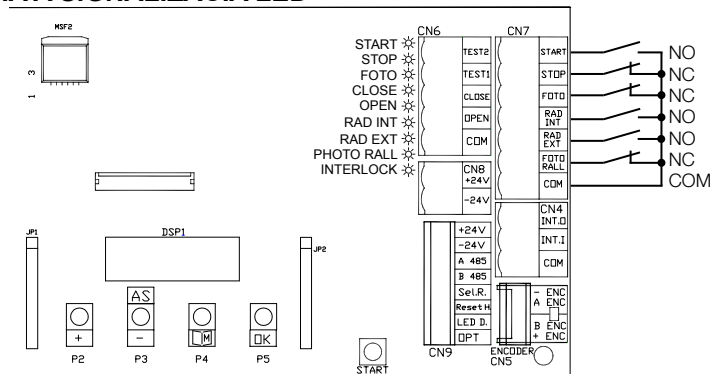 MSF2
1 3
START
STOP
FOTO
CLOSE
OPEN
RAD INT
RAD EXT
PHOTO RALL
INTERLOCK
CN6
TEST2
TEST1
CLOSE
OPEN
COM
CN8
+24V
-24V
CN7
START
STOP
FOTO
RAD
INT
RAD
EXT
FOTO
RALL
COM
NO
NC
NC
NO
NO
NC
COM
CN4
INT.O
INT.I
COM
+24V
-24V
A 485
B 485
Sel.R.
Reset H.
LED D.
OPT
CN9
- ENC
A ENC
B ENC
+ ENC
ENCODER
CN5
JP1
DSP1
JP2
AS
+
-
M
OK
P2
P3
P4
P5
START